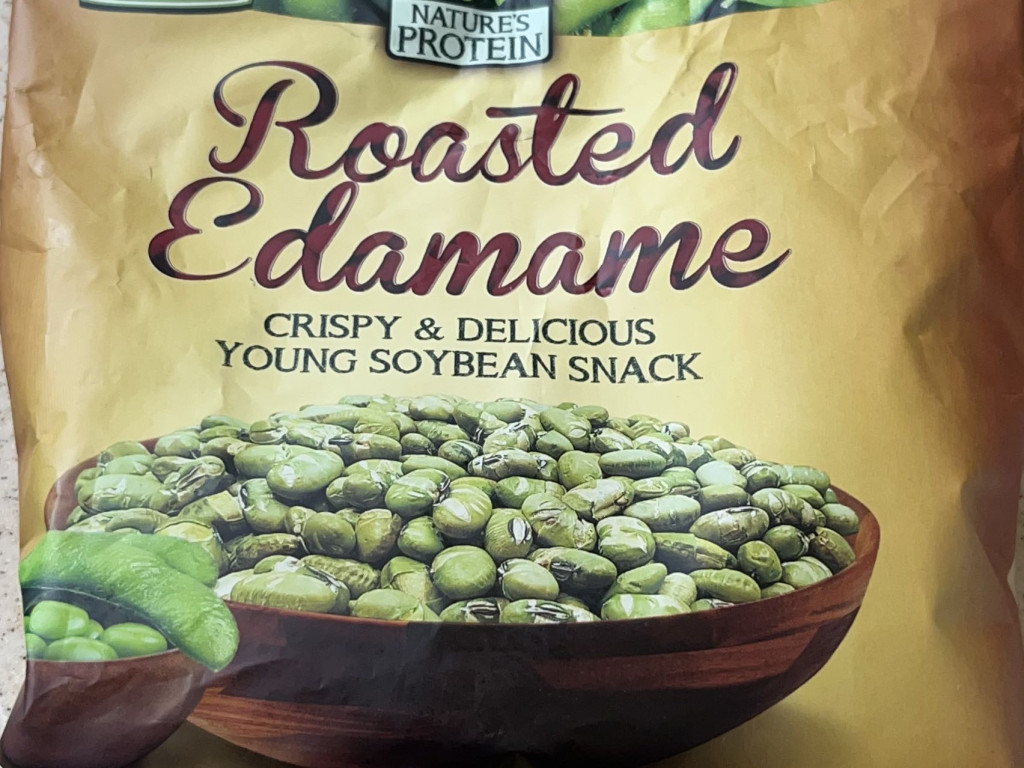 NATURE'S
PROTEIN
Roasted
Edamame
CRISPY & DELICIOUS
YOUNG SOYBEAN SNACK